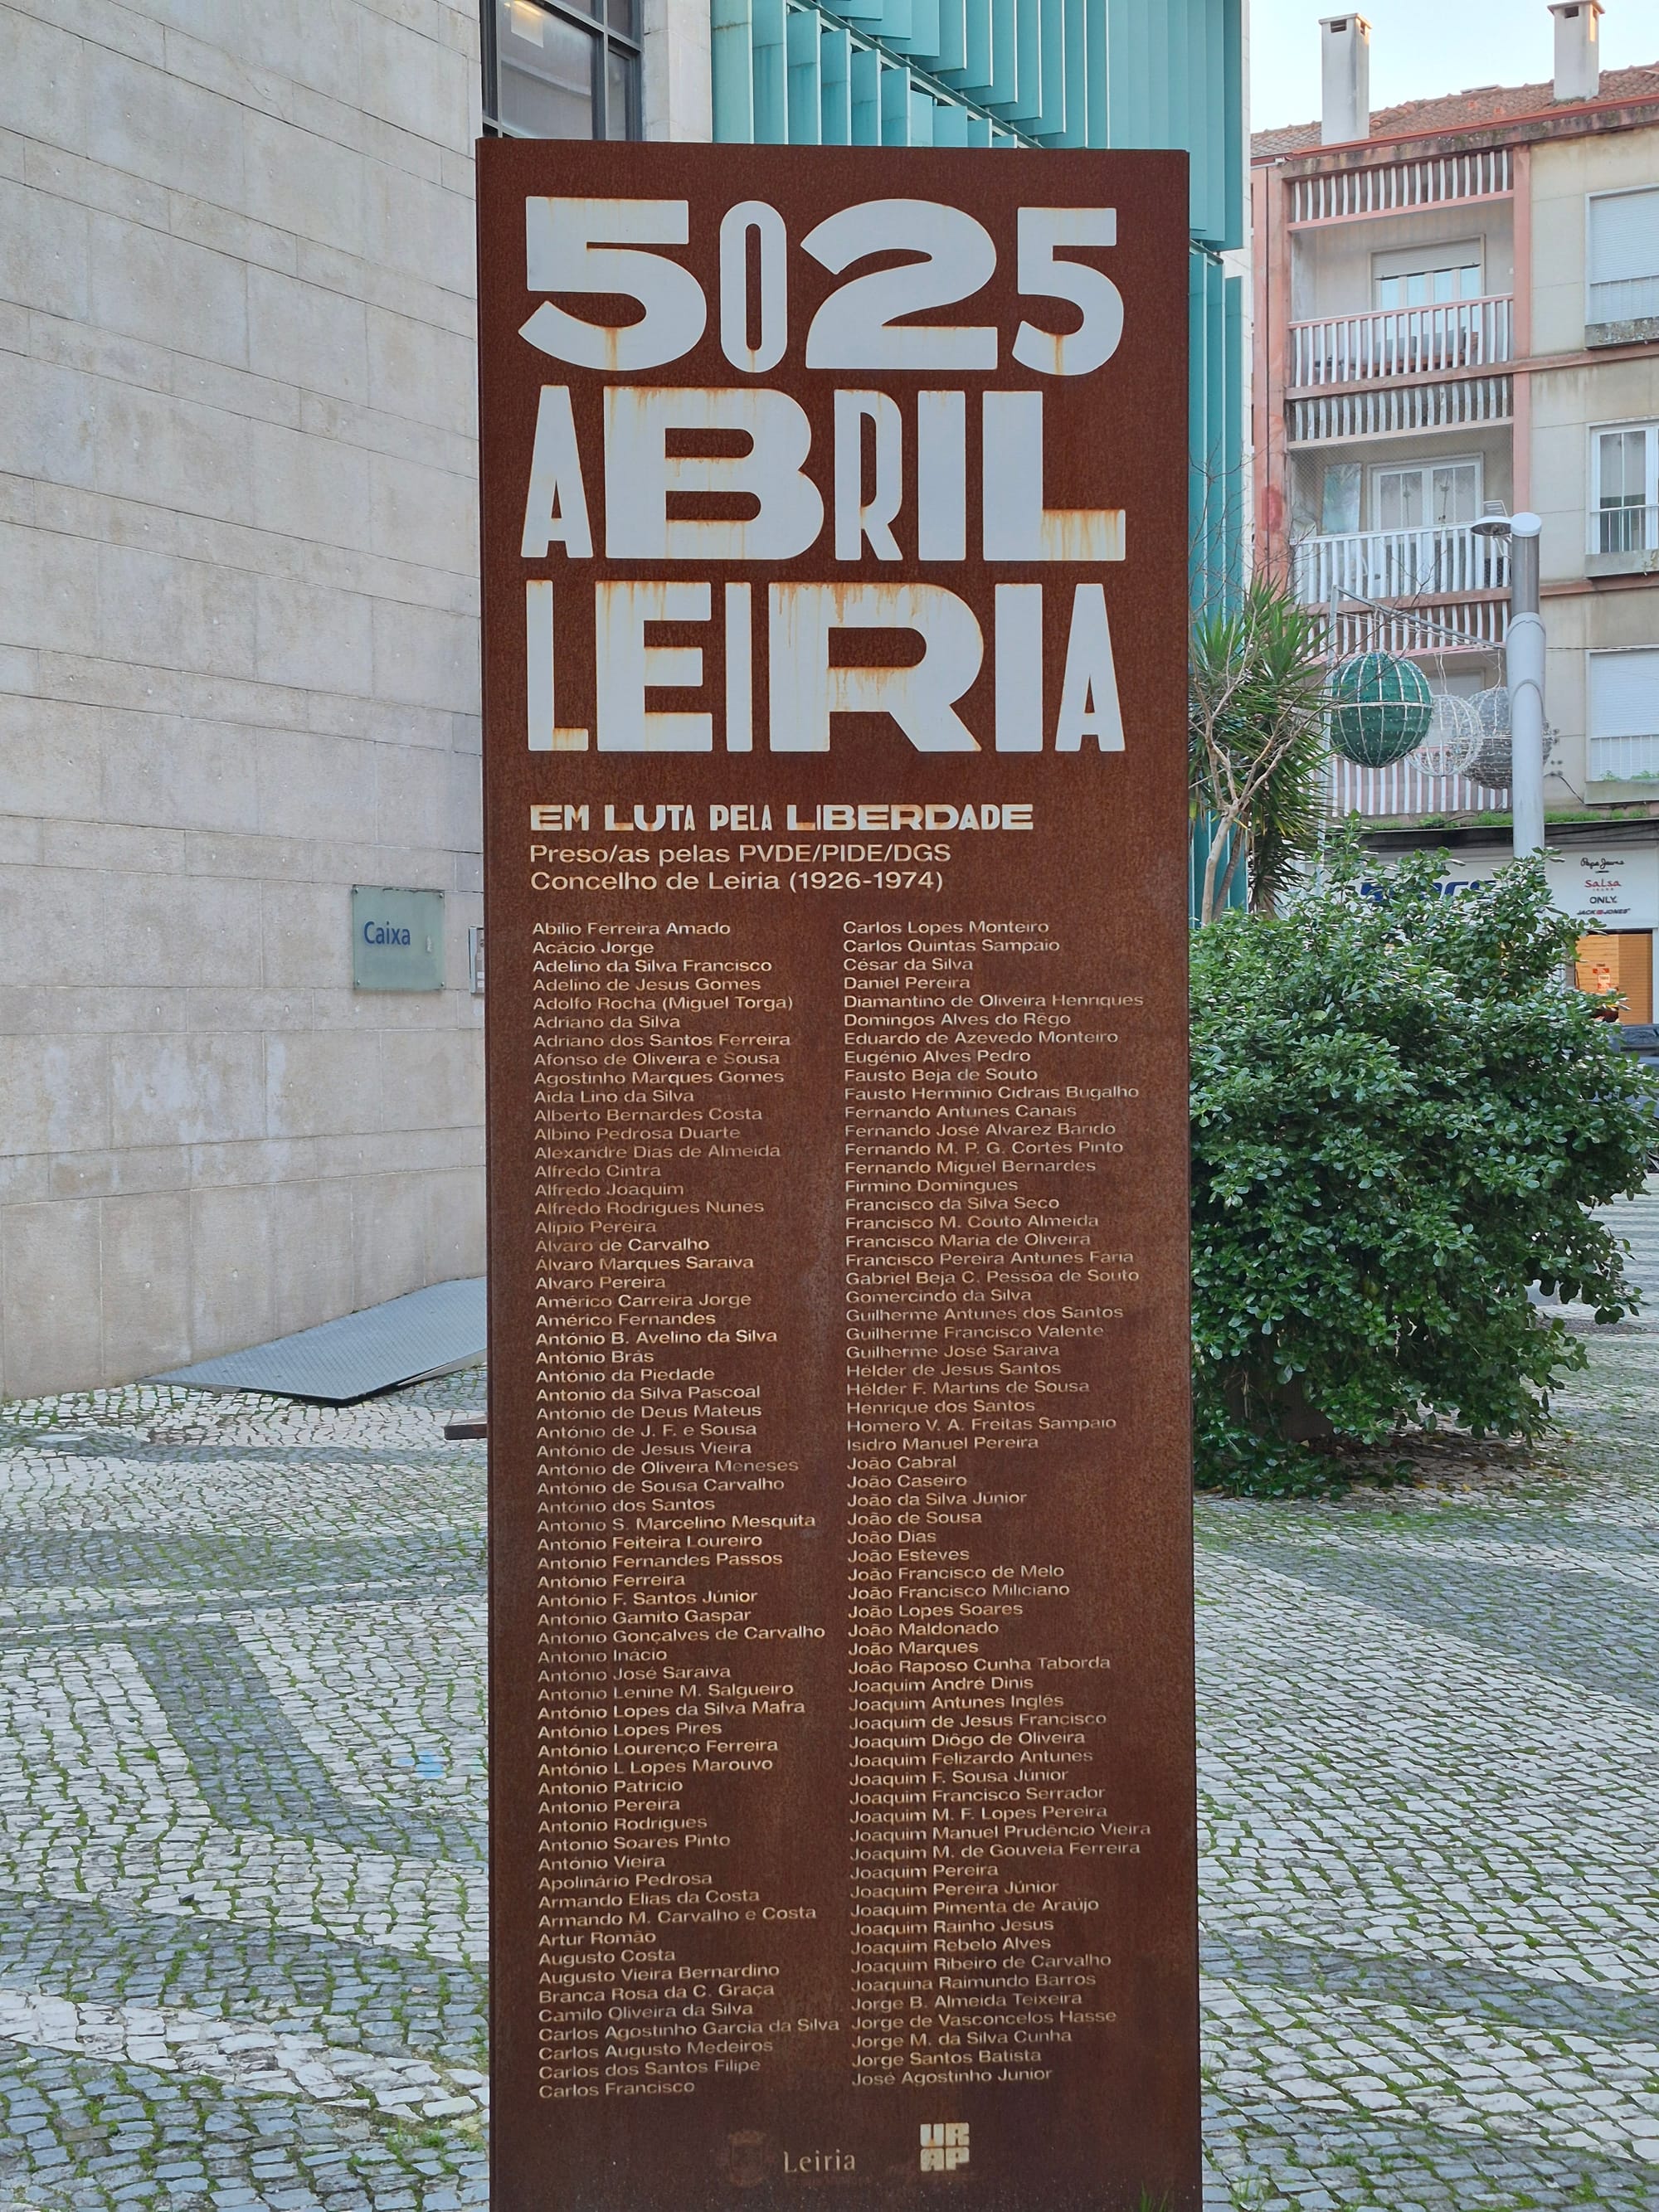 5025
ABRIL
LEIRIA
EM LUTA PELA LIBERDADE
Preso/as pelas PVDE/PIDE/DGS
Concelho de Leiria (1926-1974)
Abílio Ferreira Amado
Acácio Jorge
Adelino da Silva Francisco
Adelino de Jesus Gomes
Adolfo Rocha (Miguel Torga)
Adriano da Silva
Adriano dos Santos Ferreira
Afonso de Oliveira e Sousa
Agostinho Marques Gomes
Aida Lino da Silva
Alberto Bernardes Costa
Albino Pedrosa Duarte
Alexandre Dias de Almeida
Alfredo Cintra
Alfredo Joaquim
Alfredo Rodrigues Nunes
Alípio Pereira
Álvaro de Carvalho
Álvaro Marques Saraiva
Álvaro Pereira
Américo Carreira Jorge
Américo Fernandes
António B. Avelino da Silva
António Brás
António da Piedade
António da Silva Pascoal
António de Deus Mateus
António de J. F. e Sousa
António de Jesus Vieira
António de Oliveira Meneses
António de Sousa Carvalho
António dos Santos
António S. Marcelino Mesquita
António Feiteira Loureiro
António Fernandes Passos
António Ferreira
António F. Santos Júnior
António Gamito Gaspar
António Gonçalves de Carvalho
António Inácio
António José Saraiva
António Lenine M. Salgueiro
António Lopes da Silva Mafra
António Lopes Pires
António Lourenço Ferreira
António L Lopes Marouvo
António Patrício
António Pereira
António Rodrigues
António Soares Pinto
António Vieira
Apolinário Pedrosa
Armando Elias da Costa
Armando M. Carvalho e Costa
Artur Romão
Augusto Costa
Augusto Vieira Bernardino
Branca Rosa da C. Graça
Camilo Oliveira da Silva
Carlos Agostinho Garcia da Silva
Carlos Augusto Medeiros
Carlos dos Santos Filipe
Carlos Francisco
Carlos Lopes Monteiro
Carlos Quintas Sampaio
César da Silva
Daniel Pereira
Diamantino de Oliveira Henriques
Domingos Alves do Rêgo
Eduardo de Azevedo Monteiro
Eugénio Alves Pedro
Fausto Beja de Souto
Fausto Hermínio Cidrais Bugalho
Fernando Antunes Canais
Fernando José Alvarez Barido
Fernando M. P. G. Cortês Pinto
Fernando Miguel Bernardes
Firmino Domingues
Francisco da Silva Seco
Francisco M. Couto Almeida
Francisco Maria de Oliveira
Francisco Pereira Antunes Faria
Gabriel Beja C. Pessoa de Souto
Gomercindo da Silva
Guilherme Antunes dos Santos
Guilherme Francisco Valente
Guilherme José Saraiva
Hélder de Jesus Santos
Hélder F. Martins de Sousa
Henrique dos Santos
Homero V. A. Freitas Sampaio
Isidro Manuel Pereira
João Cabral
João Caseiro
João da Silva Júnior
João de Sousa
João Dias
João Esteves
João Francisco de Melo
João Francisco Miliciano
João Lopes Soares
João Maldonado
João Marques
João Raposo Cunha Taborda
Joaquim André Dinis
Joaquim Antunes Inglês
Joaquim de Jesus Francisco
Joaquim Diôgo de Oliveira
Joaquim Felizardo Antunes
Joaquim F. Sousa Júnior
Joaquim Francisco Serrador
Joaquim M. F. Lopes Pereira
Joaquim Manuel Prudêncio Vieira
Joaquim M. de Gouveia Ferreira
Joaquim Pereira
Joaquim Pereira Júnior
Joaquim Pimenta de Araújo
Joaquim Rainho Jesus
Joaquim Rebelo Alves
Joaquim Ribeiro de Carvalho
Joaquina Raimundo Barros
Jorge B. Almeida Teixeira
Jorge de Vasconcelos Hasse
Jorge M. da Silva Cunha
Jorge Santos Batista
José Agostinho Junior
Leiria
UR
AP
Caixa
Pepe Jeans
Salsa
ONLY
JACK & JONES